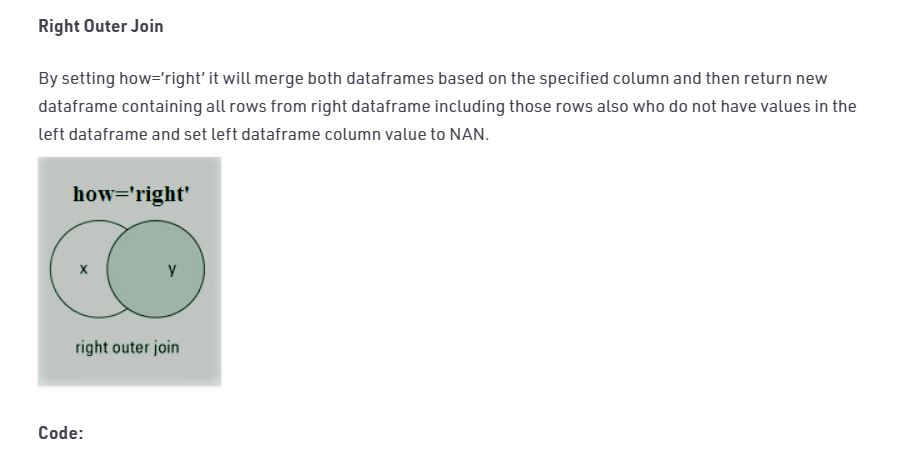 Right Outer Join
By setting how='right' it will merge both dataframes based on the specified column and then return new
dataframe containing all rows from right dataframe including those rows also who do not have values in the
left dataframe and set left dataframe column value to NAN.
how='right'
x y
right outer join
Code: